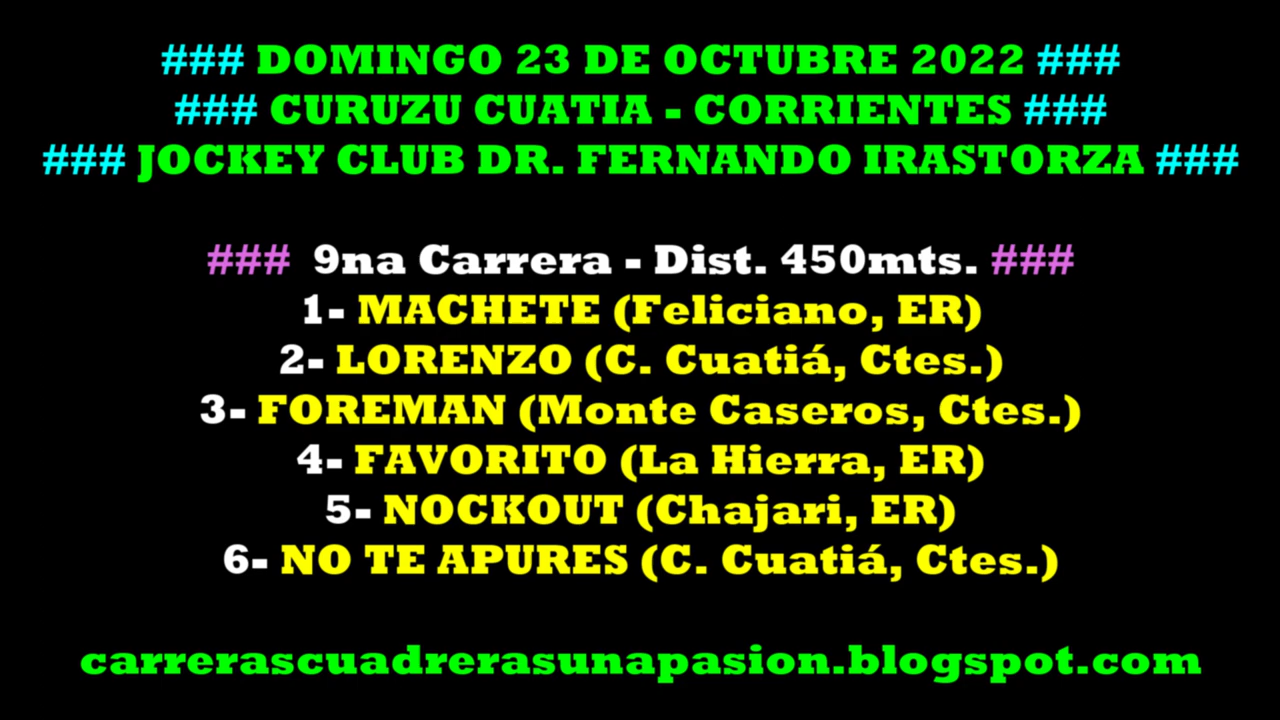 ### DOMINGO 23 DE OCTUBRE 2022 ###
### CURUZU CUATIA - CORRIENTES ###
### JOCKEY CLUB DR. FERNANDO IRASTORZA ###
### 9na Carrera - Dist. 450mts. ###
1- MACHETE (Feliciano, ER)
2- LORENZO (C. Cuatiá, Ctes.)
3- FOREMAN (Monte Caseros, Ctes.)
4- FAVORITO (La Hierra, ER)
5- NOCKOUT (Chajari, ER)
6- NO TE APURES (C. Cuatiá, Ctes.)
carrerascuadrerasunapasion.blogspot.com